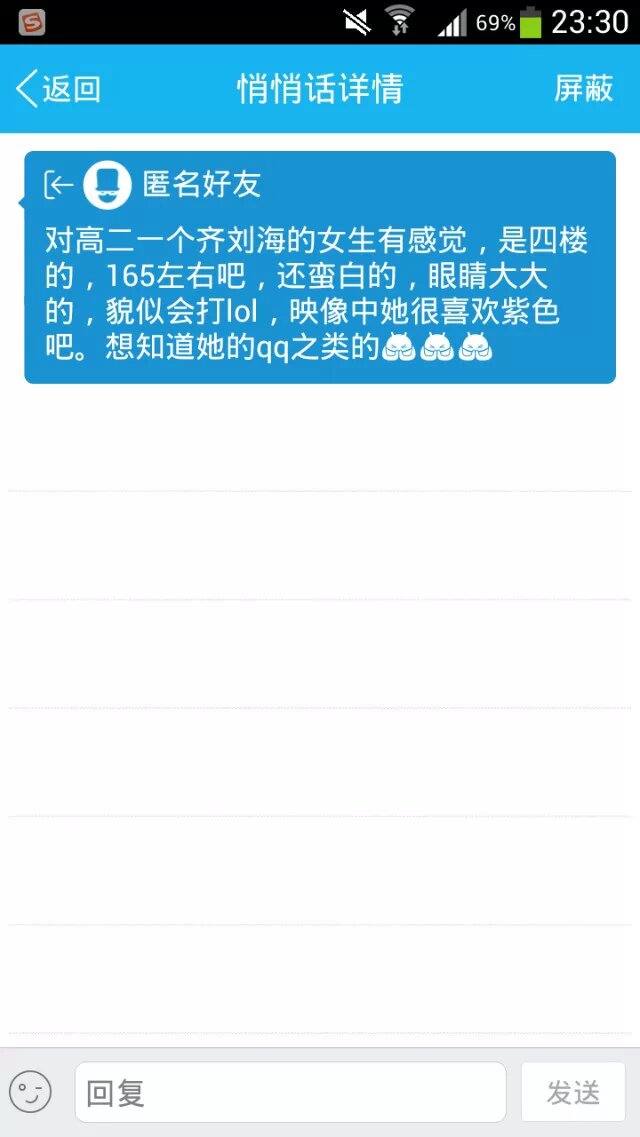 69% 23:30
返回 悄悄话详情 屏蔽
匿名好友
对高二一个齐刘海的女生有感觉，是四楼
的，165左右吧，还蛮白的，眼睛大大
的，貌似会打lol，映像中她很喜欢紫色
吧。想知道她的qq之类的
回复 发送